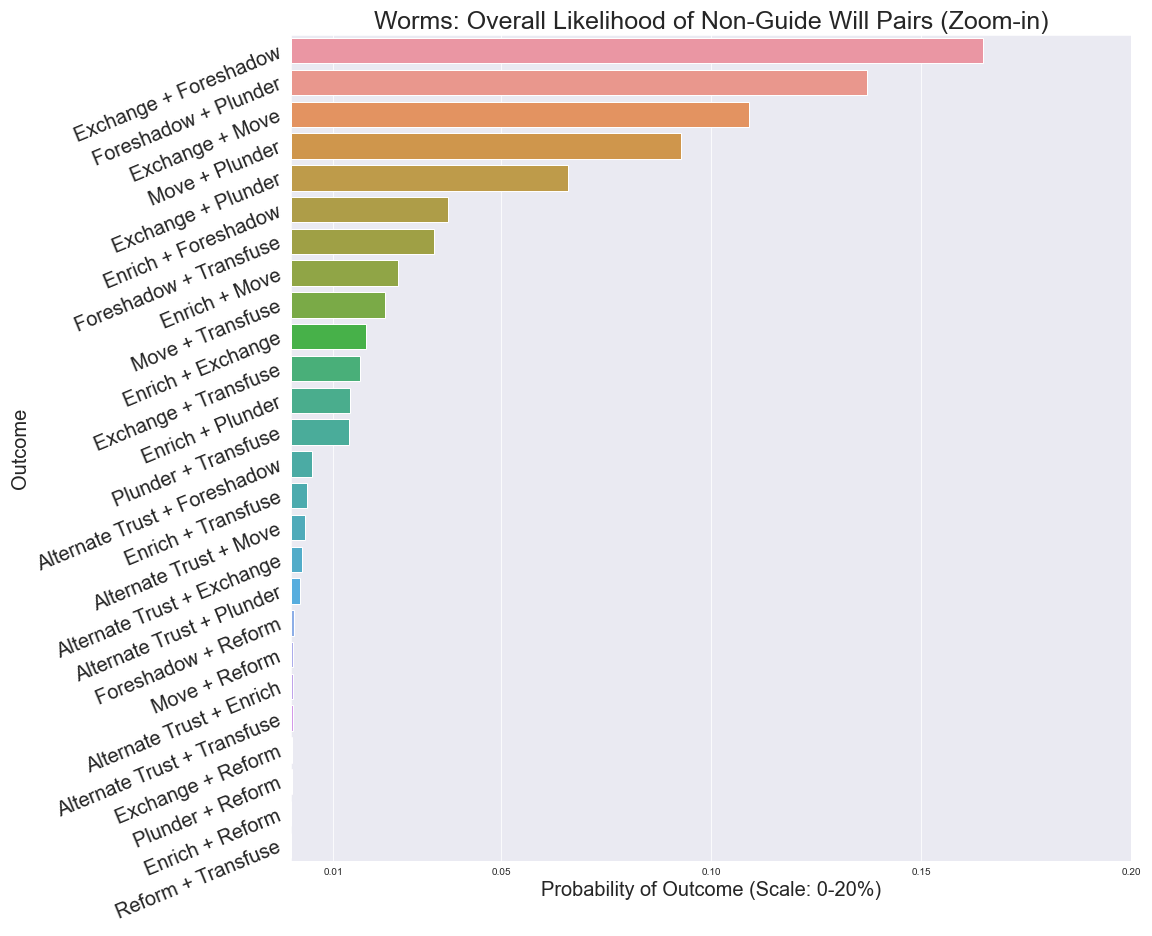 Worms: Overall Likelihood of Non-Guide Will Pairs (Zoom-in)
Exchange + Foreshadow
Foreshadow + Plunder
Exchange + Move
Move + Plunder
Exchange + Plunder
Enrich + Foreshadow
Foreshadow + Transfuse
Enrich + Move
Move + Transfuse
Enrich + Exchange
Exchange + Transfuse
Enrich + Plunder
Plunder + Transfuse
Alternate Trust + Foreshadow
Enrich + Transfuse
Alternate Trust + Move
Alternate Trust + Exchange
Alternate Trust + Plunder
Foreshadow + Reform
Move + Reform
Alternate Trust + Enrich
Alternate Trust + Transfuse
Exchange + Reform
Plunder + Reform
Enrich + Reform
Reform + Transfuse
Outcome
0.01 0.05 0.10 0.15 0.20
Probability of Outcome (Scale: 0-20%)